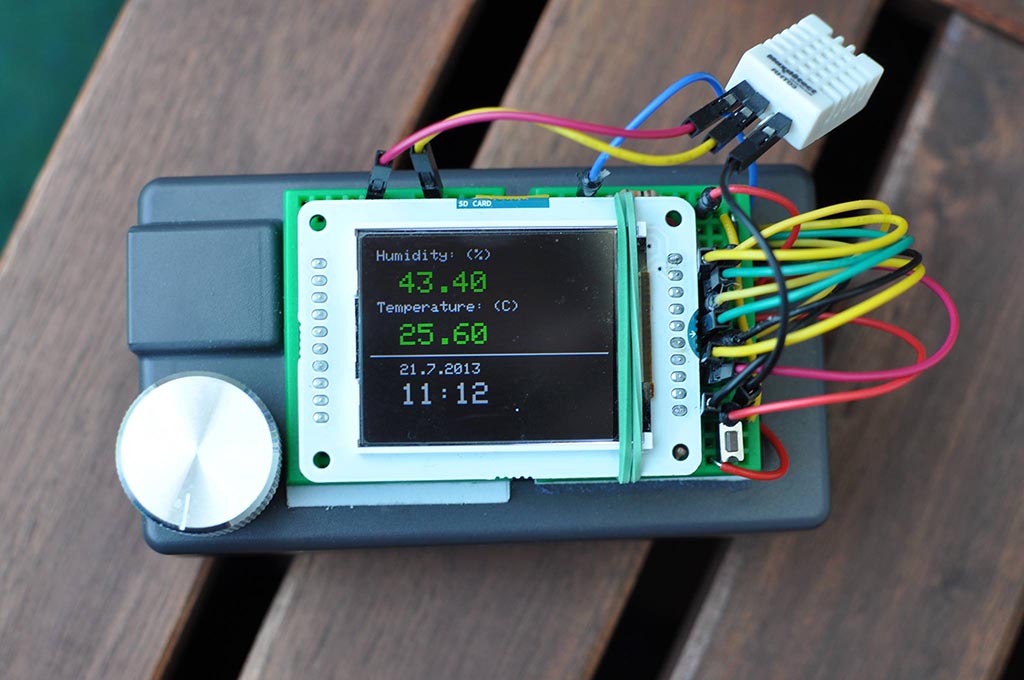 SD CARD
Humidity: (%)
43.40
Temperature: (C)
25.60
21.7.2013
11:12